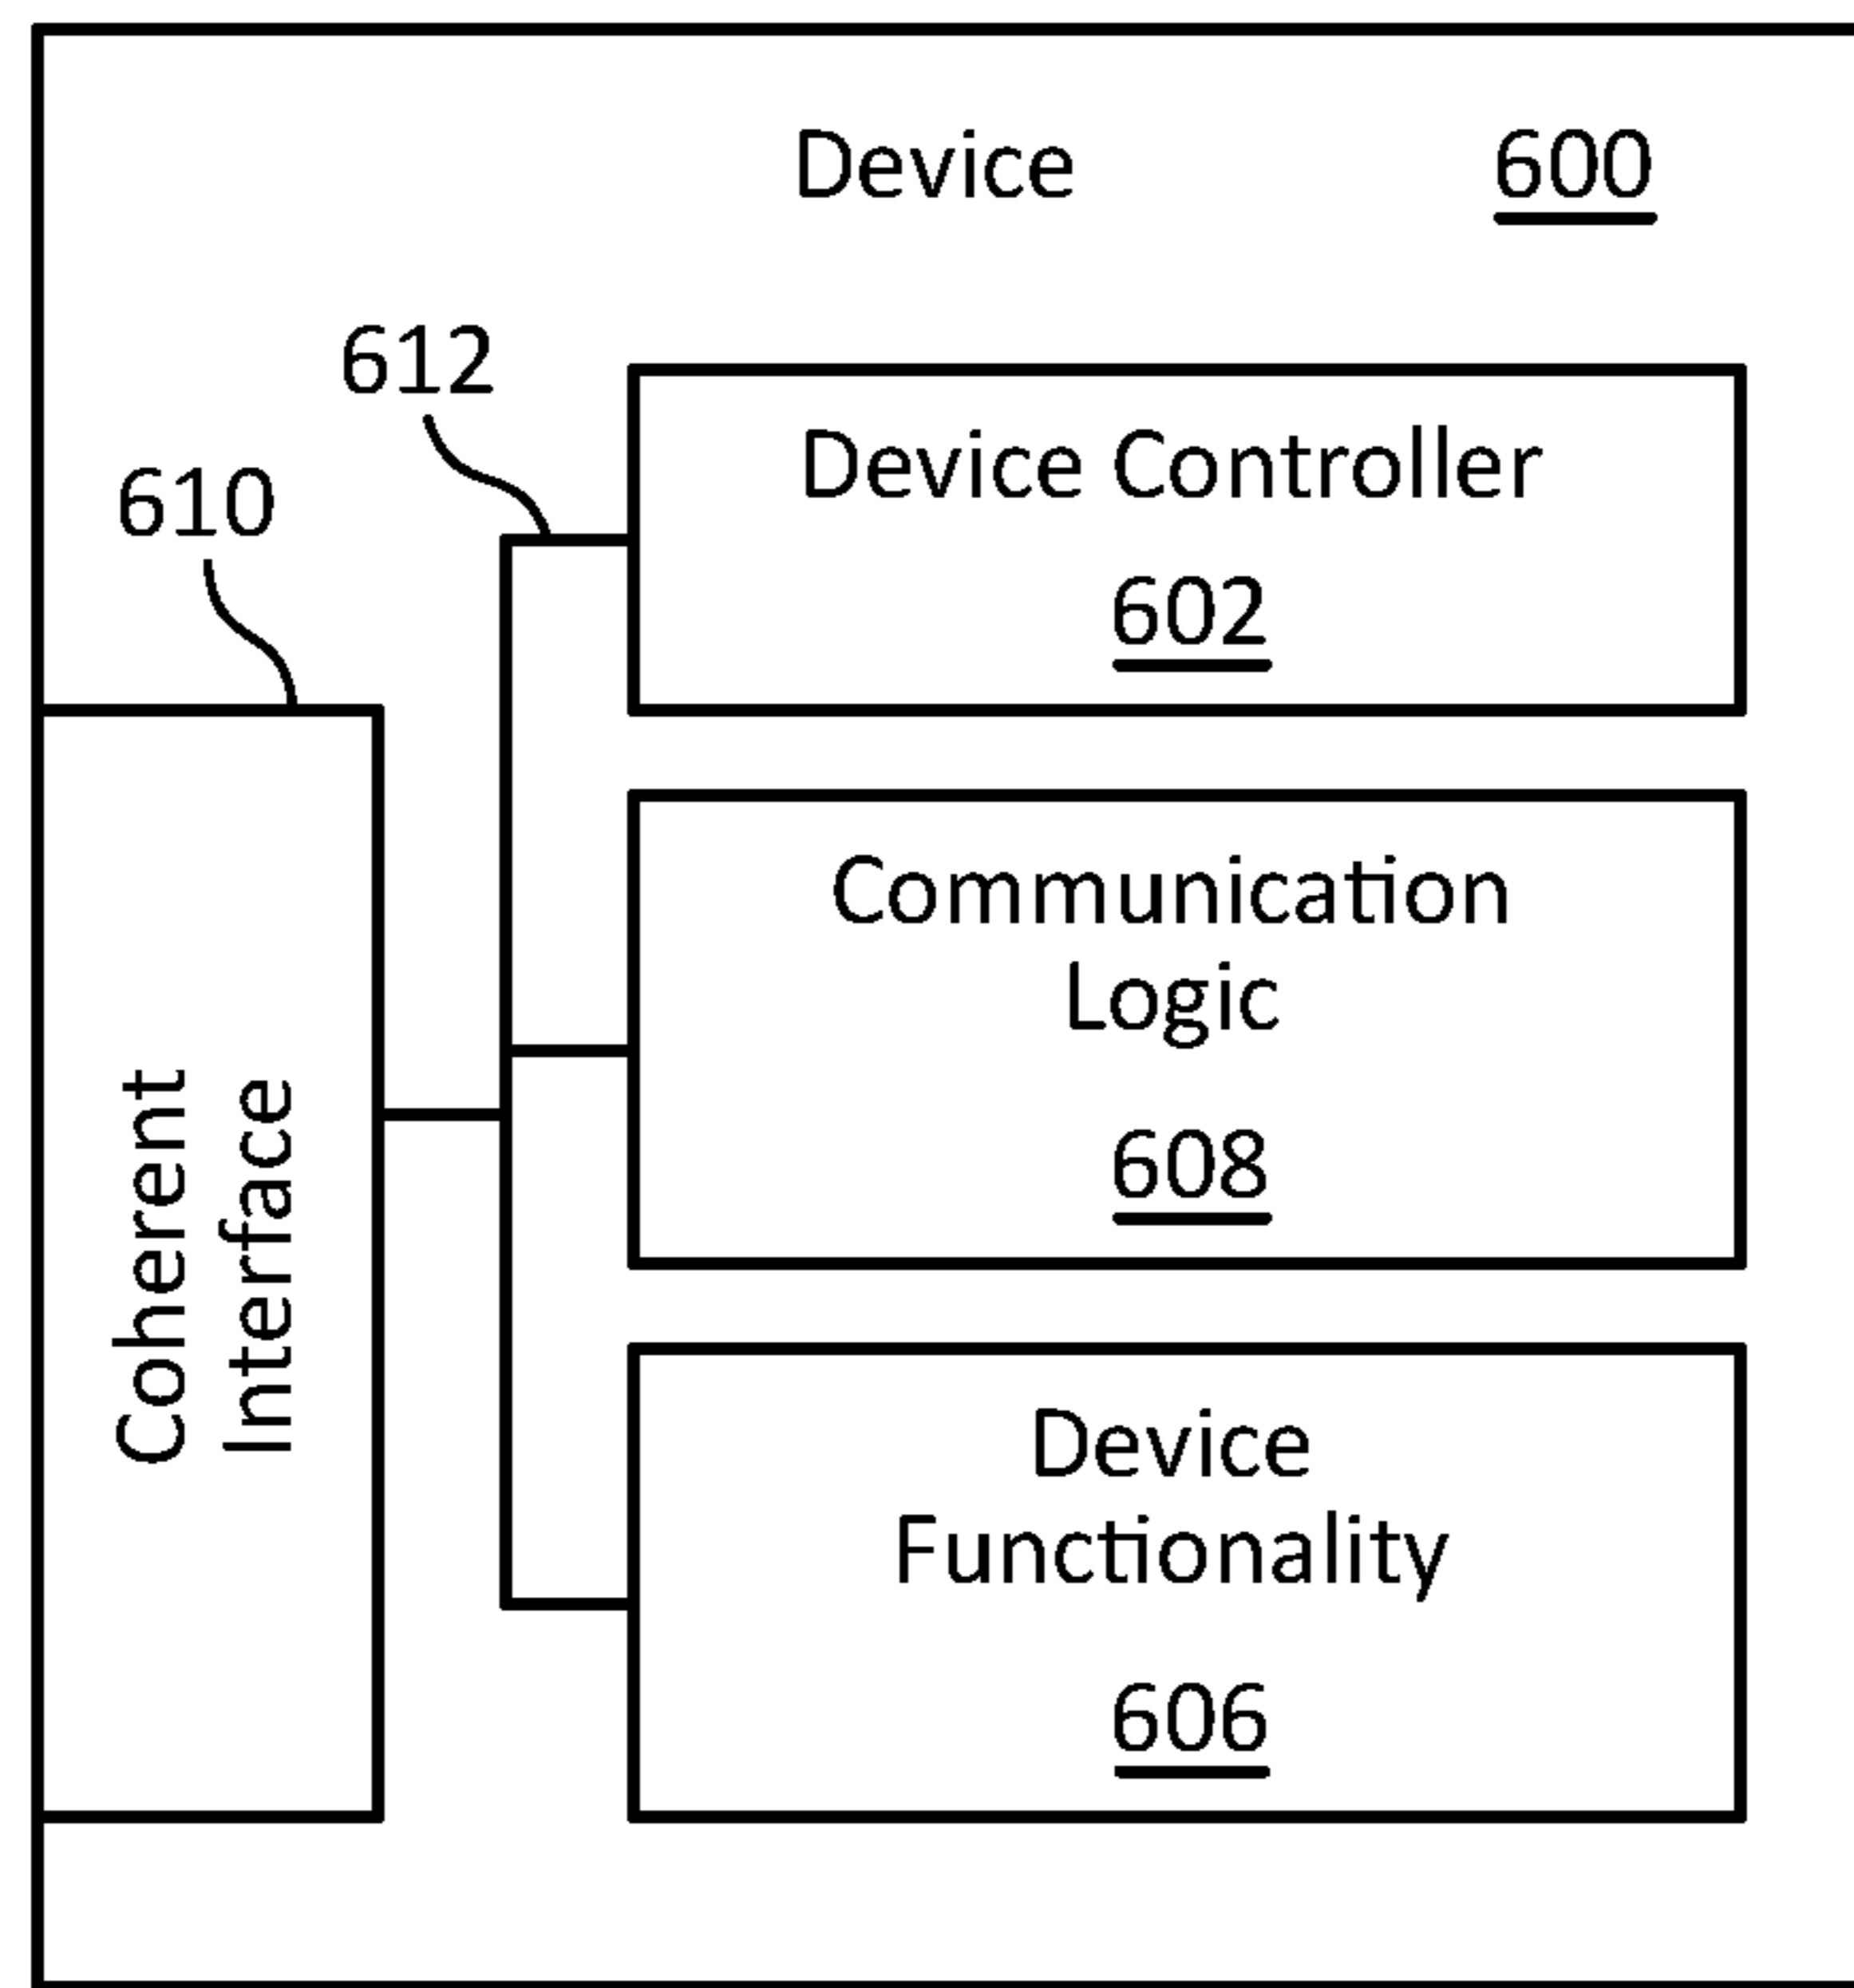 Device 600
612
610
Device Controller
602
Communication
Logic
608
Coherent
Interface
Device
Functionality
606